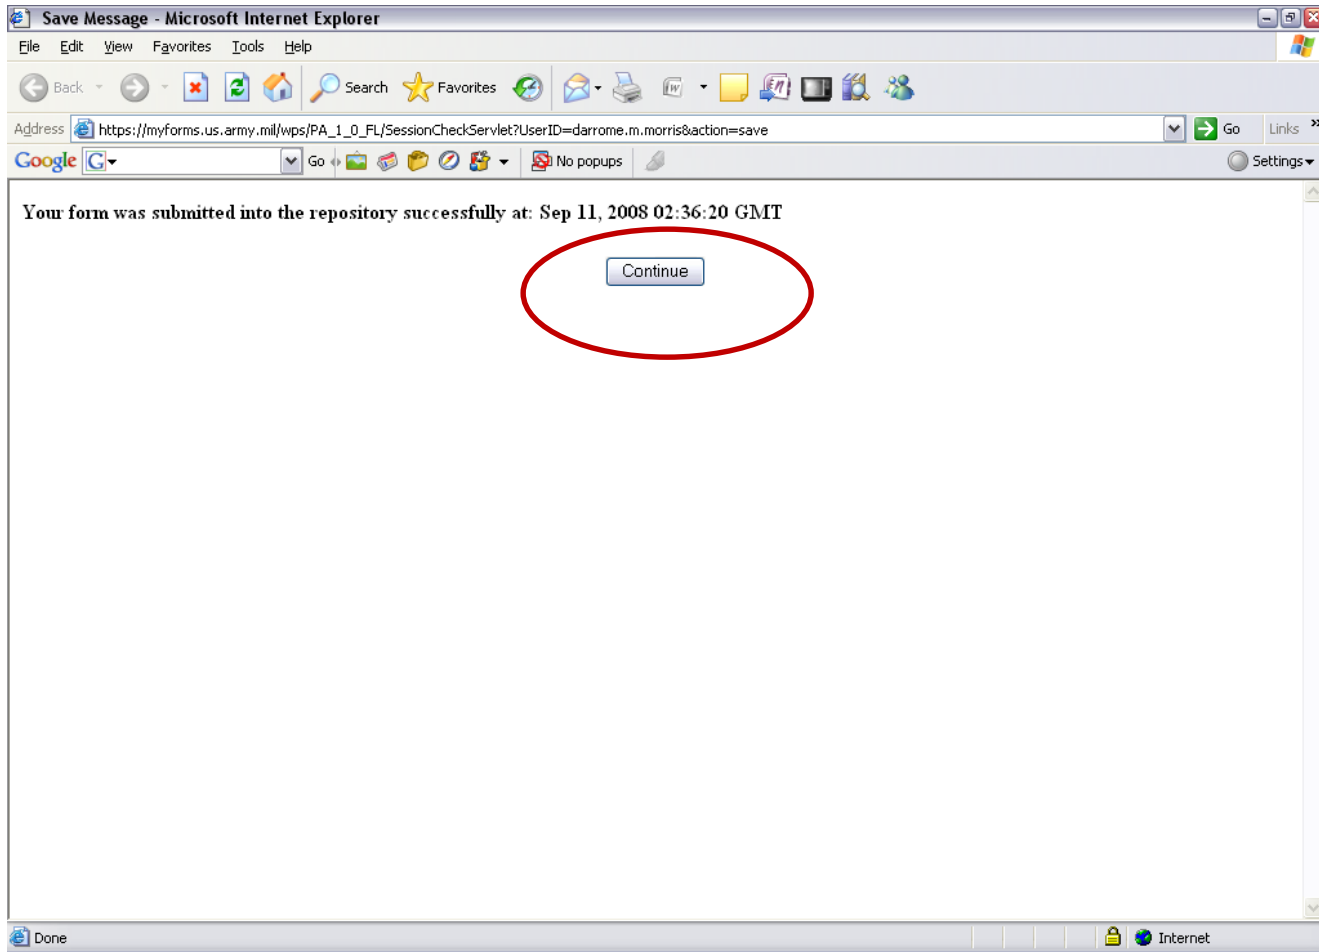 Save Message - Microsoft Internet Explorer
File Edit View Favorites Tools Help
Back Search Favorites
Address https://myforms.us.army.mil/wps/PA_1_0_FL/SessionCheckServlet?UserID=darrome.m.morris&action=save Go Links »
Google G Go No popups Settings
Your form was submitted into the repository successfully at: Sep 11, 2008 02:36:20 GMT
Continue
Done Internet